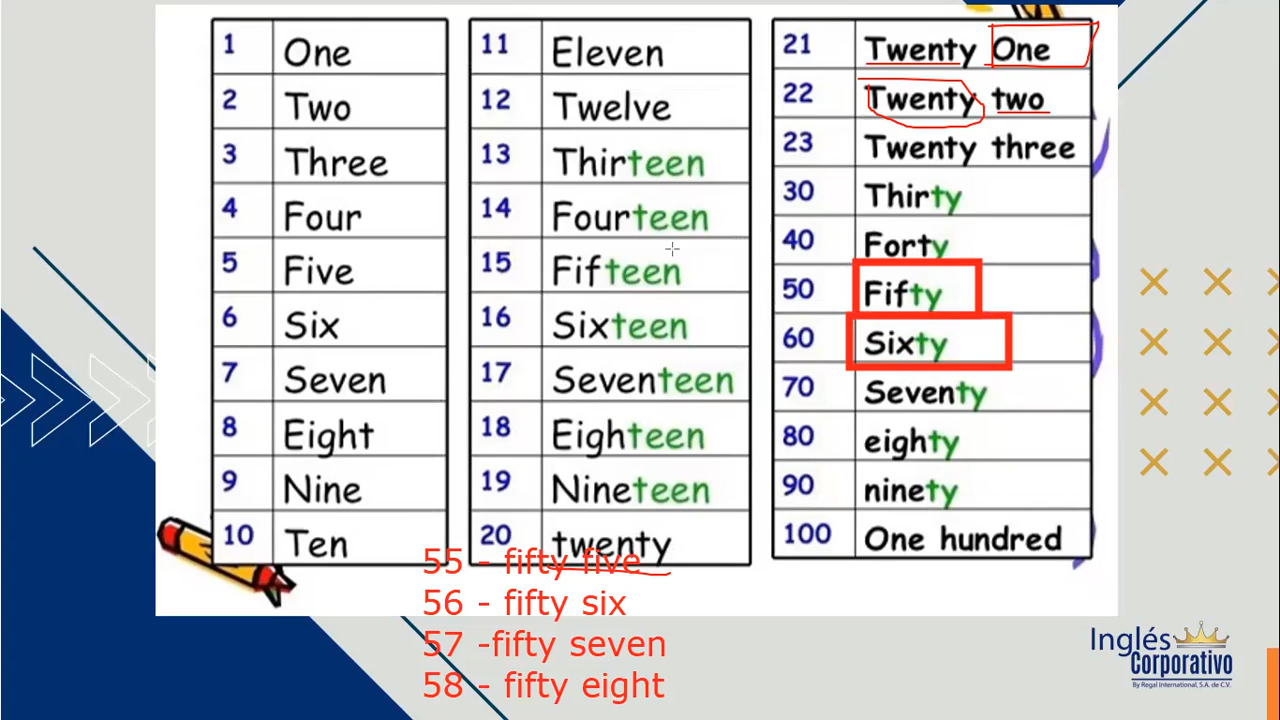 1 One
2 Two
3 Three
4 Four
5 Five
6 Six
7 Seven
8 Eight
9 Nine
10 Ten
11 Eleven
12 Twelve
13 Thirteen
14 Fourteen
15 Fifteen
16 Sixteen
17 Seventeen
18 Eighteen
19 Nineteen
20 twenty
21 Twenty One
22 Twenty two
23 Twenty three
30 Thirty
40 Forty
50 Fifty
60 Sixty
70 Seventy
80 eighty
90 ninety
100 One hundred
55 - fifty five
56 - fifty six
57 -fifty seven
58 - fifty eight
Inglés
Corporativo
By Regal International, S.A. de C.V.